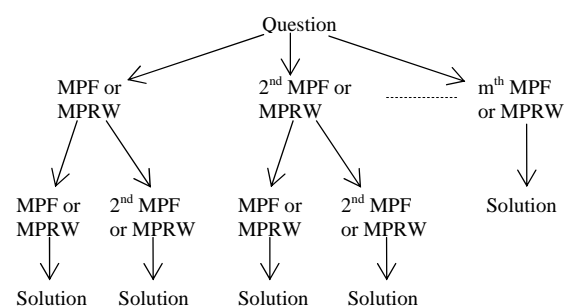 Question
MPF or 2nd MPF or mth MPF
MPRW MPRW or MPRW
MPF or 2nd MPF MPF or 2nd MPF Solution
MPRW or MPRW MPRW or MPRW
Solution Solution Solution Solution